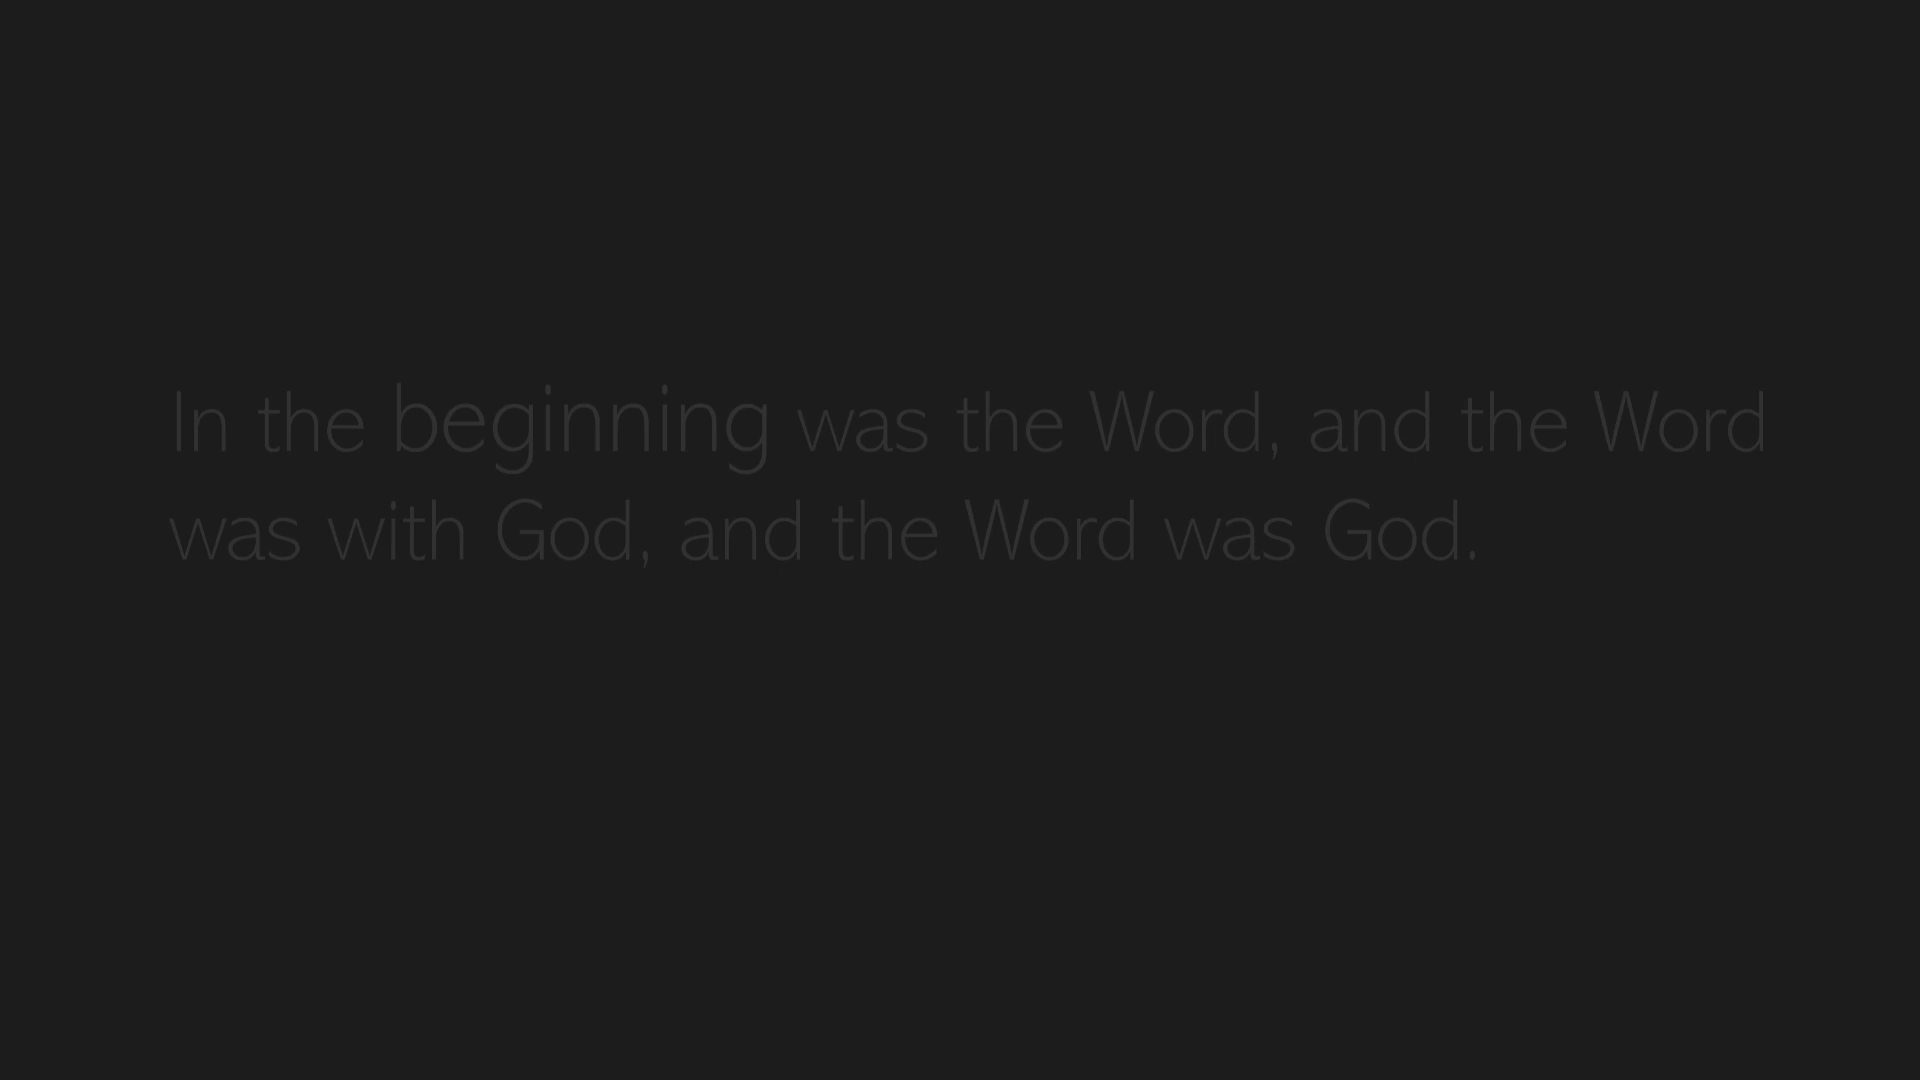 In the beginning was the Word, and the Word
was with God, and the Word was God.